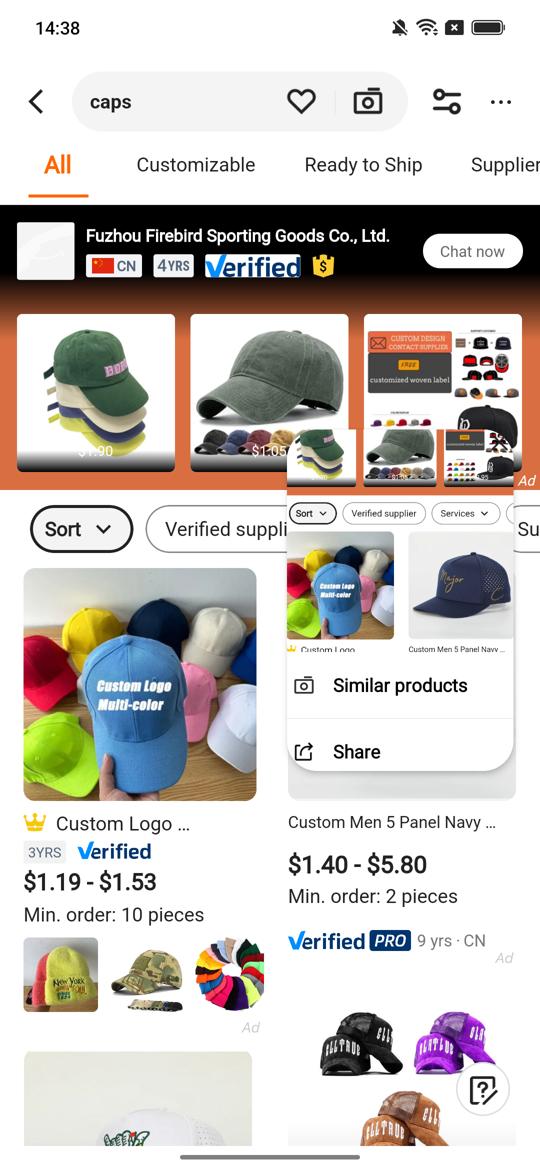 14:38
caps
All
Customizable
Ready to Ship
Supplier
Fuzhou Firebird Sporting Goods Co., Ltd.
CN
4YRS
Verified
Chat now
CUSTOM DESIGN
CONTACT SUPPLIER
FREE
customized woven label
$1.90
$1.05
Ad
Sort
Verified suppli
Su
Sort
Verified supplier
Services
Custom Logo
Multi-color
Custom Logo
Multi-color
Major
Custom Logo
Custom Men 5 Panel Navy ...
Similar products
Share
Custom Logo ...
3YRS
Verified
$1.19 - $1.53
Min. order: 10 pieces
NEW YORK
Ad
Custom Men 5 Panel Navy ...
$1.40 - $5.80
Min. order: 2 pieces
Verified PRO 9 yrs · CN
Ad
ELLTRUE